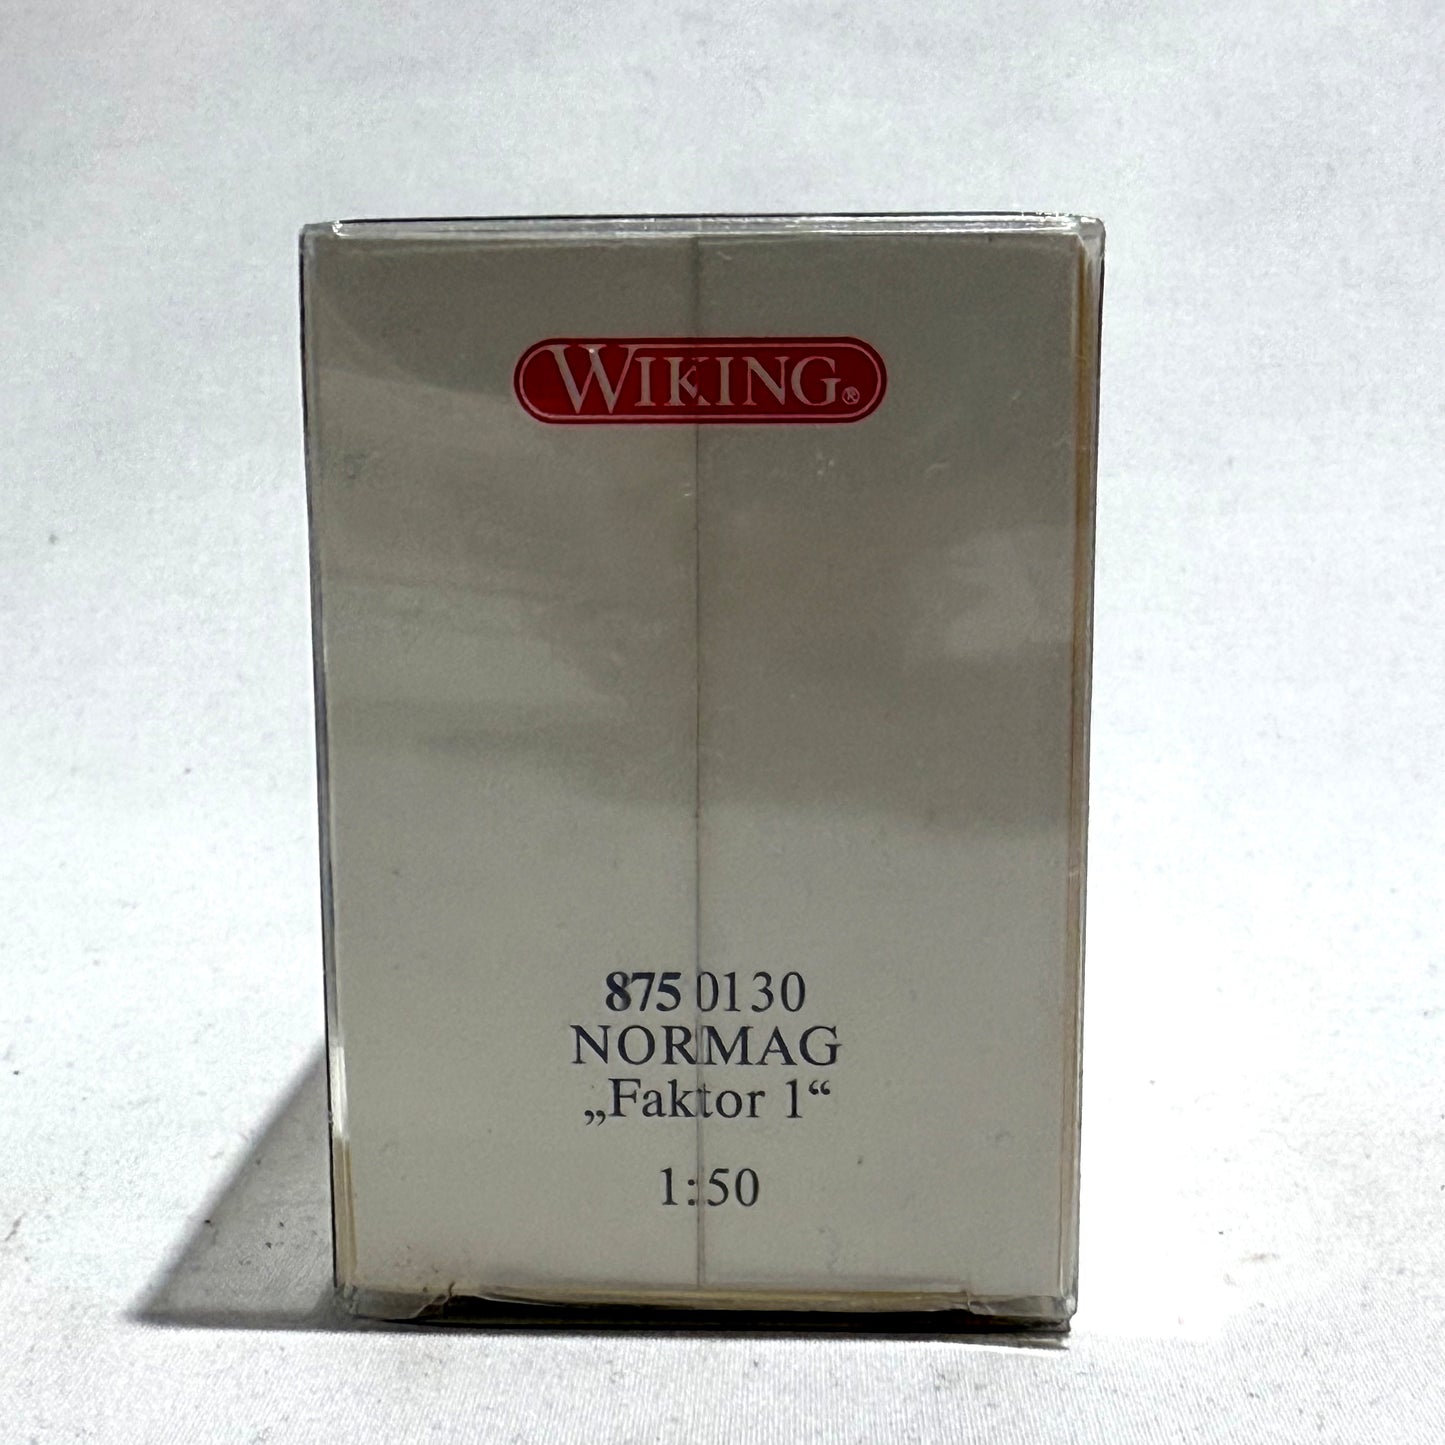 WIKING®
875 0130
NORMAG
„Faktor 1“
1:50